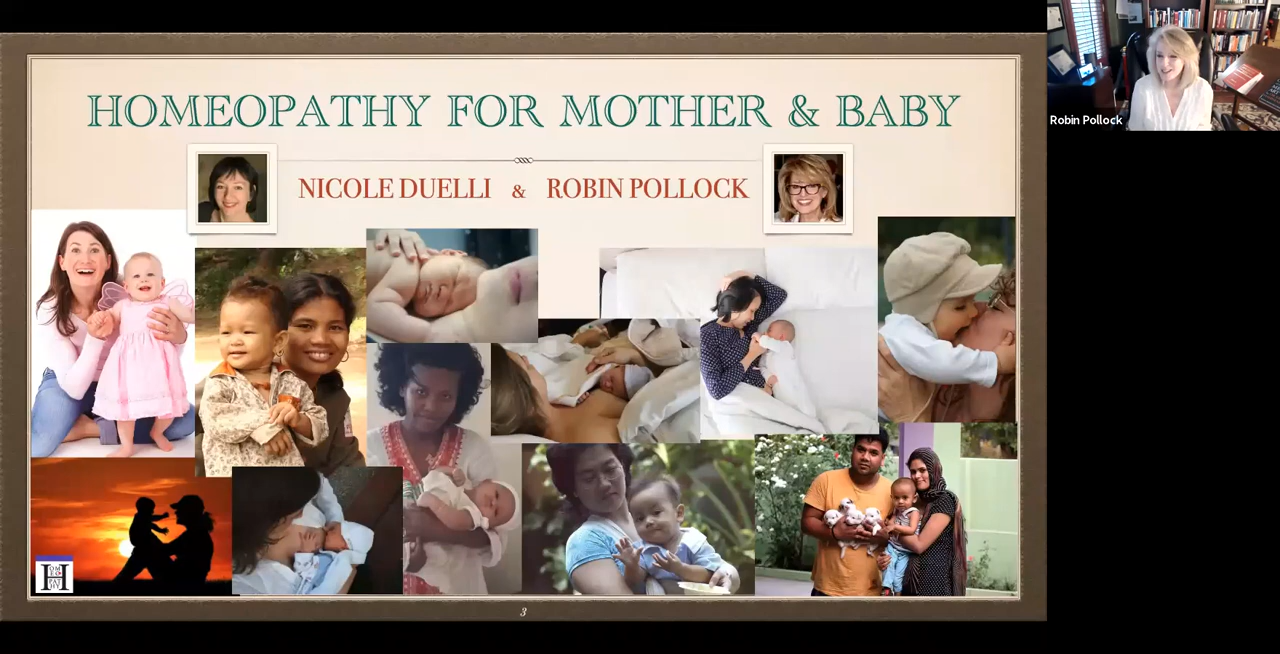 HOMEOPATHY FOR MOTHER & BABY
NICOLE DUELLI & ROBIN POLLOCK
Robin Pollock
H
3